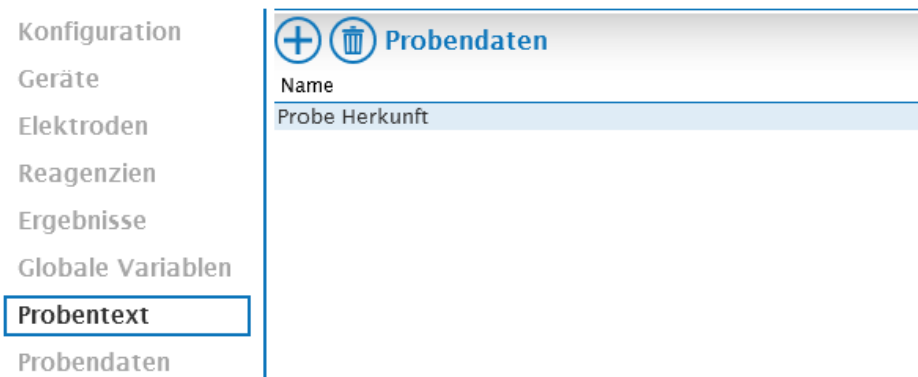 Konfiguration
Geräte
Elektroden
Reagenzien
Ergebnisse
Globale Variablen
Probentext
Probendaten
Probendaten
Name
Probe Herkunft